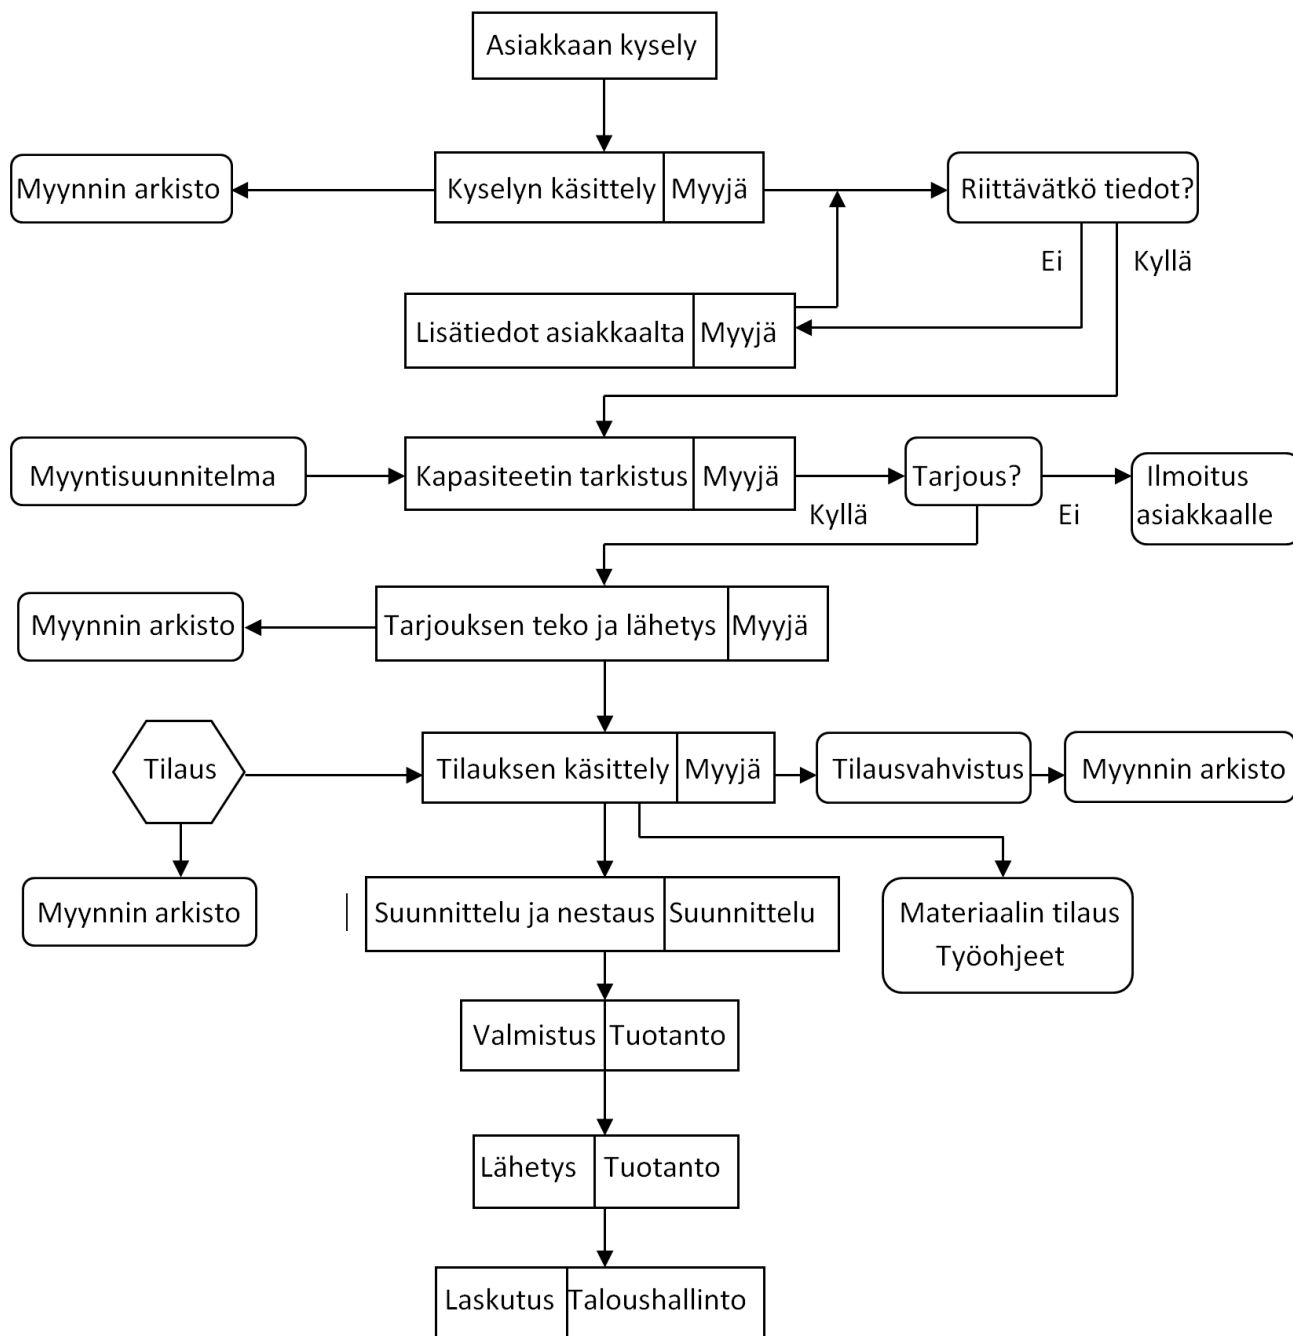 Asiakkaan kysely
Myynnin arkisto
Kyselyn käsittely
Myyjä
Riittävätkö tiedot?
Ei
Kyllä
Lisätiedot asiakkaalta
Myyjä
Myyntisuunnitelma
Kapasiteetin tarkistus
Myyjä
Tarjous?
Ilmoitus
asiakkaalle
Kyllä
Ei
Myynnin arkisto
Tarjouksen teko ja lähetys
Myyjä
Tilaus
Tilauksen käsittely
Myyjä
Tilausvahvistus
Myynnin arkisto
Myynnin arkisto
Suunnittelu ja nestaus
Suunnittelu
Materiaalin tilaus
Työohjeet
Valmistus
Tuotanto
Lähetys
Tuotanto
Laskutus
Taloushallinto